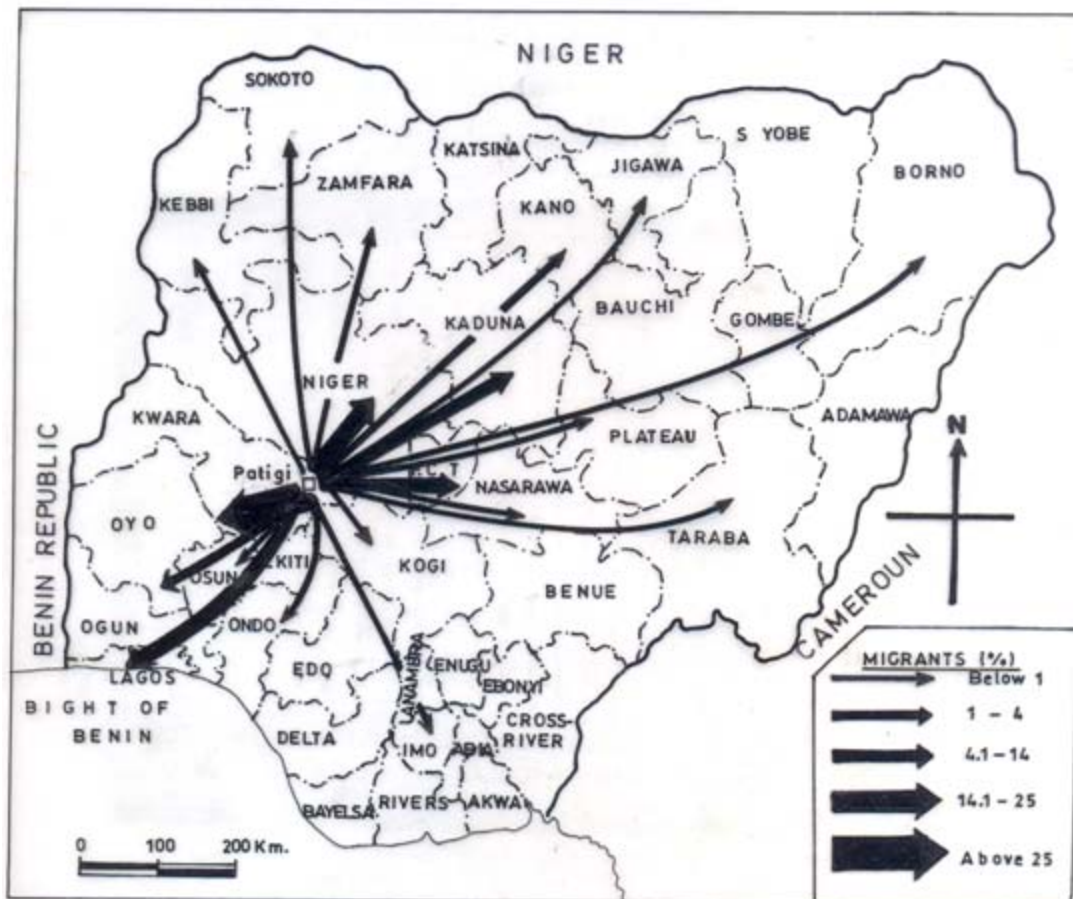 NIGER
SOKOTO
S YOBE
KATSINA
JIGAWA
BORNO
ZAMFARA
KEBBI
KANO
BAUCHI
GOMBE
KADUNA
NIGER
ADAMAWA
KWARA
PLATEAU
N
Patigi
C.T
NASARAWA
OYO
TARABA
BENIN REPUBLIC
OSUN
EKITI
KOGI
BENUE
CAMEROUN
OGUN
ONDO
EDO
ENUGU
EBONYI
LAGOS
BIGHT OF
BENIN
DELTA
IMO
CROSS-
RIVER
BAYELSA
RIVERS
AKWA
0 100 200 Km.
MIGRANTS (%)
Below 1
1 - 4
4.1-14
14.1-25
Above 25